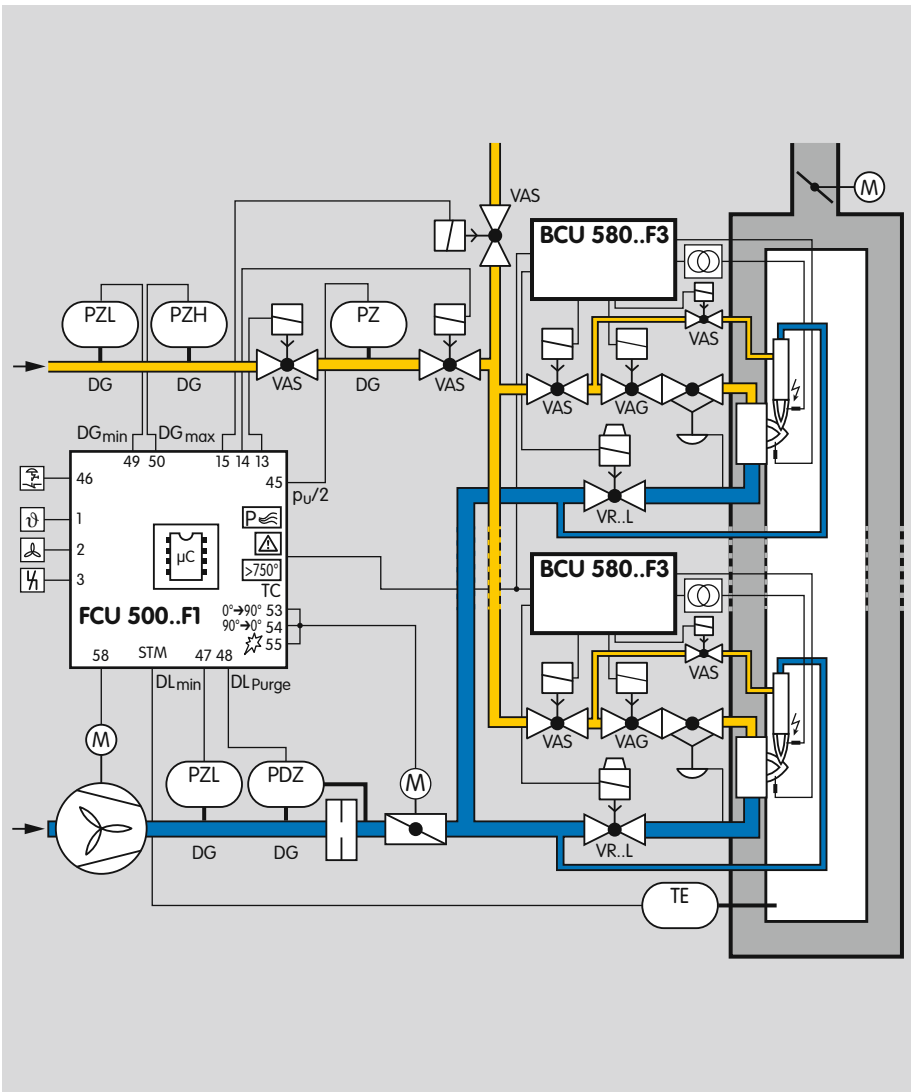 VAS
M
BCU 580..F3
PZL
PZH
PZ
VAS
DG
DG
VAS
DG
VAS
VAS
VAG
DGmin
DGmax
49 50
15 14 13
46
45
pu/2
VR..L
1
P
ϑ
2
µC
>750°
BCU 580..F3
3
TC
FCU 500..F1
0°→90° 53
90°→0° 54
55
58
STM
47 48
DLmin
DLPurge
VAS
M
VAS
VAG
PZL
PDZ
M
DG
DG
VR..L
TE